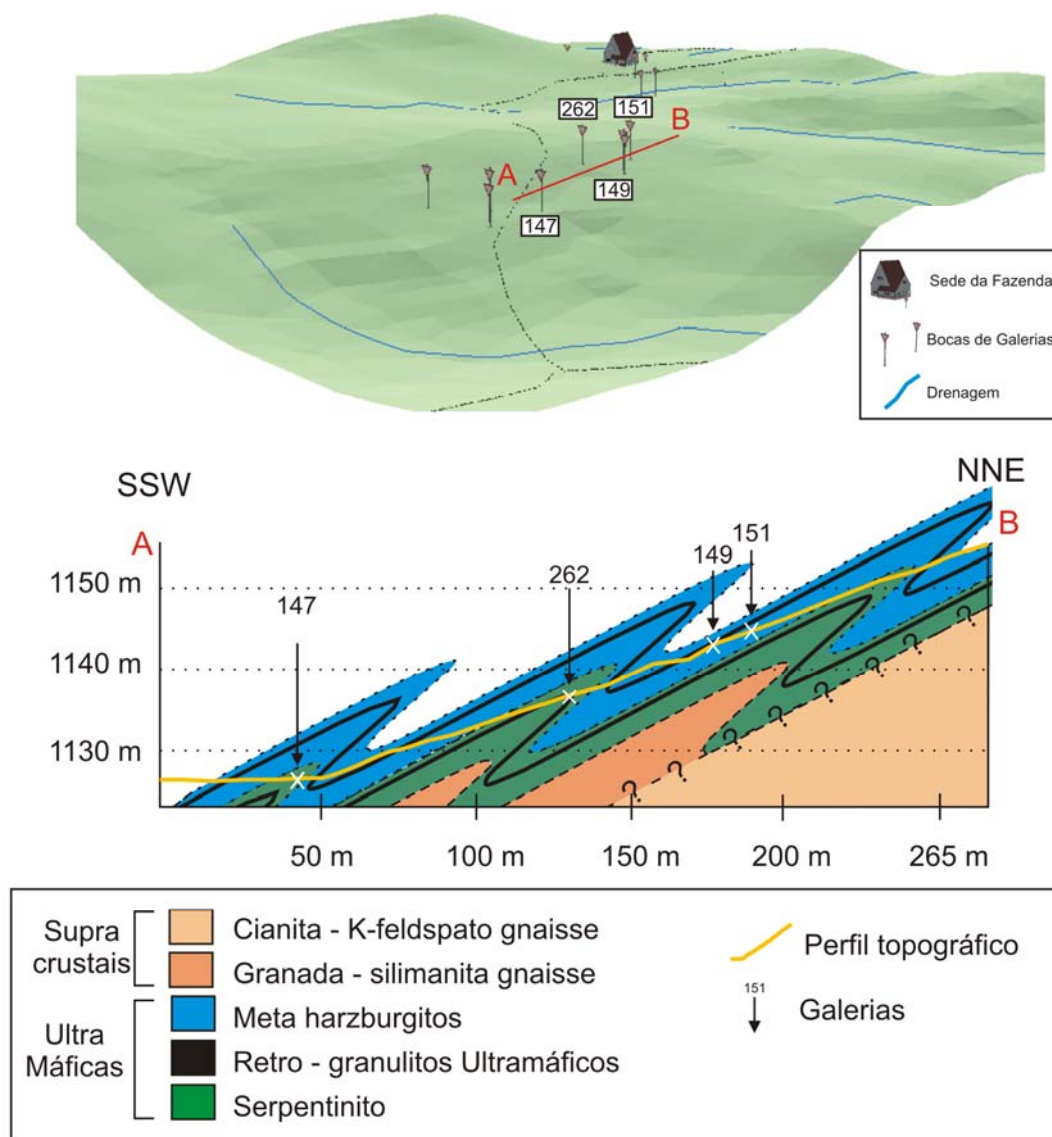 262
151
B
A
149
147
Sede da Fazenda
Bocas de Galerias
Drenagem
SSW
NNE
A
B
151
149
1150 m
262
147
1140 m
1130 m
?
?
?
?
?
?
?
?
?
50 m
100 m
150 m
200 m
265 m
Supra
crustais
Cianita - K-feldspato gnaisse
Granada - silimanita gnaisse
Ultra
Máficas
Meta harzburgitos
Retro - granulitos Ultramáficos
Serpentinito
Perfil topográfico
151
Galerias